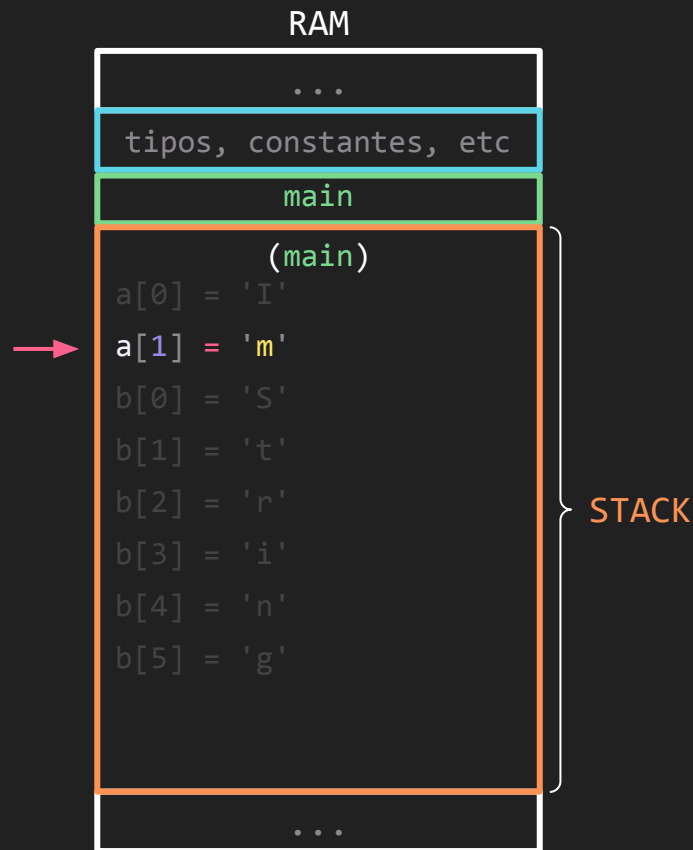 RAM
...
tipos, constantes, etc
main
(main)
a[0] = 'I'
a[1] = 'm'
b[0] = 'S'
b[1] = 't'
b[2] = 'r'
STACK
b[3] = 'i'
b[4] = 'n'
b[5] = 'g'
...